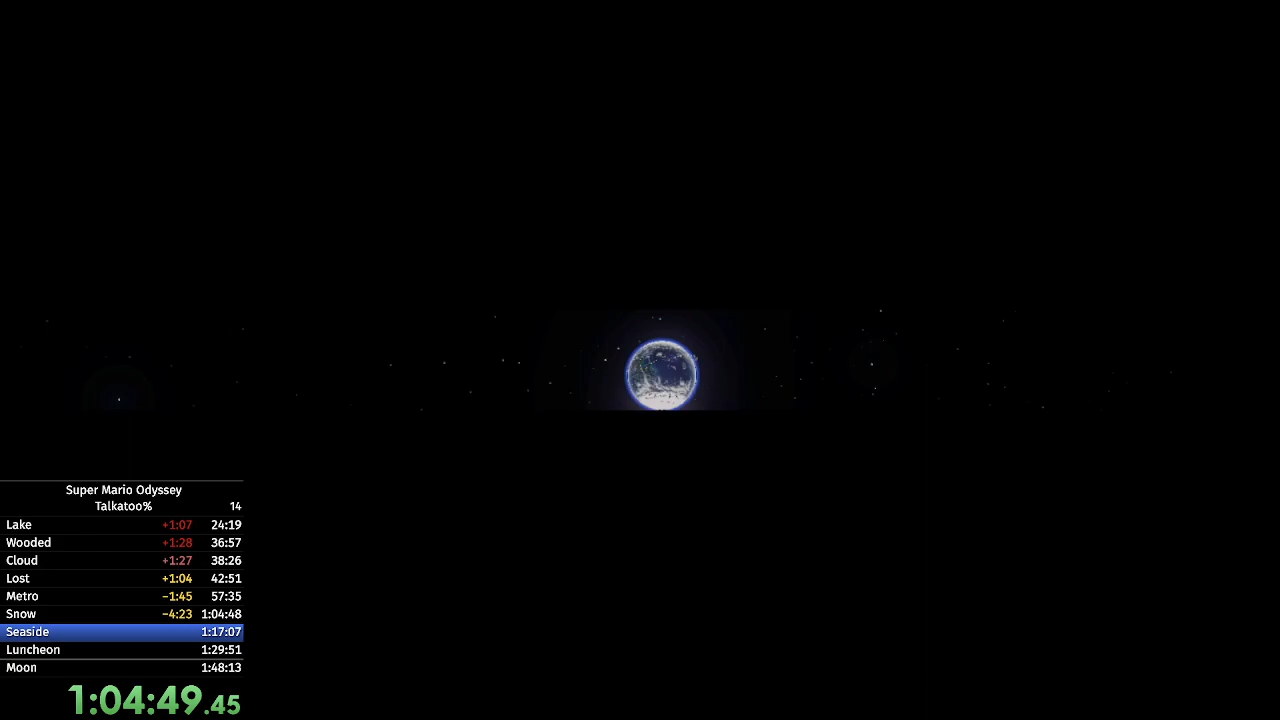 Super Mario Odyssey
Talkatoo% 14
Lake +1:07 24:19
Wooded +1:28 36:57
Cloud +1:27 38:26
Lost +1:04 42:51
Metro −1:45 57:35
Snow −4:23 1:04:48
Seaside 1:17:07
Luncheon 1:29:51
Moon 1:48:13
1:04:49.45